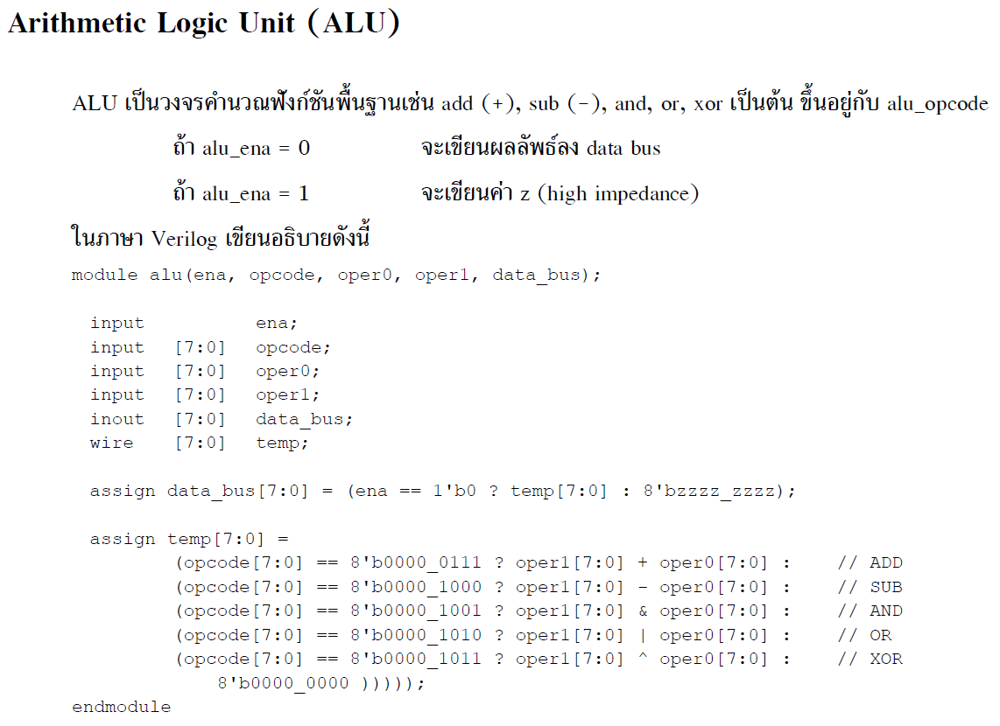 Arithmetic Logic Unit (ALU)
ALU เป็นวงจรคำนวณฟังก์ชันพื้นฐานเช่น add (+), sub (-), and, or, xor เป็นต้น ขึ้นอยู่กับ alu_opcode
ถ้า alu_ena = 0 จะเขียนผลลัพธ์ลง data bus
ถ้า alu_ena = 1 จะเขียนค่า z (high impedance)
ในภาษา Verilog เขียนอธิบายดังนี้
module alu(ena, opcode, oper0, oper1, data_bus);
input ena;
input [7:0] opcode;
input [7:0] oper0;
input [7:0] oper1;
inout [7:0] data_bus;
wire [7:0] temp;
assign data_bus[7:0] = (ena == 1'b0 ? temp[7:0] : 8'bzzzz_zzzz);
assign temp[7:0] =
(opcode[7:0] == 8'b0000_0111 ? oper1[7:0] + oper0[7:0] : // ADD
(opcode[7:0] == 8'b0000_1000 ? oper1[7:0] - oper0[7:0] : // SUB
(opcode[7:0] == 8'b0000_1001 ? oper1[7:0] & oper0[7:0] : // AND
(opcode[7:0] == 8'b0000_1010 ? oper1[7:0] | oper0[7:0] : // OR
(opcode[7:0] == 8'b0000_1011 ? oper1[7:0] ^ oper0[7:0] : // XOR
8'b0000_0000 )))));
endmodule